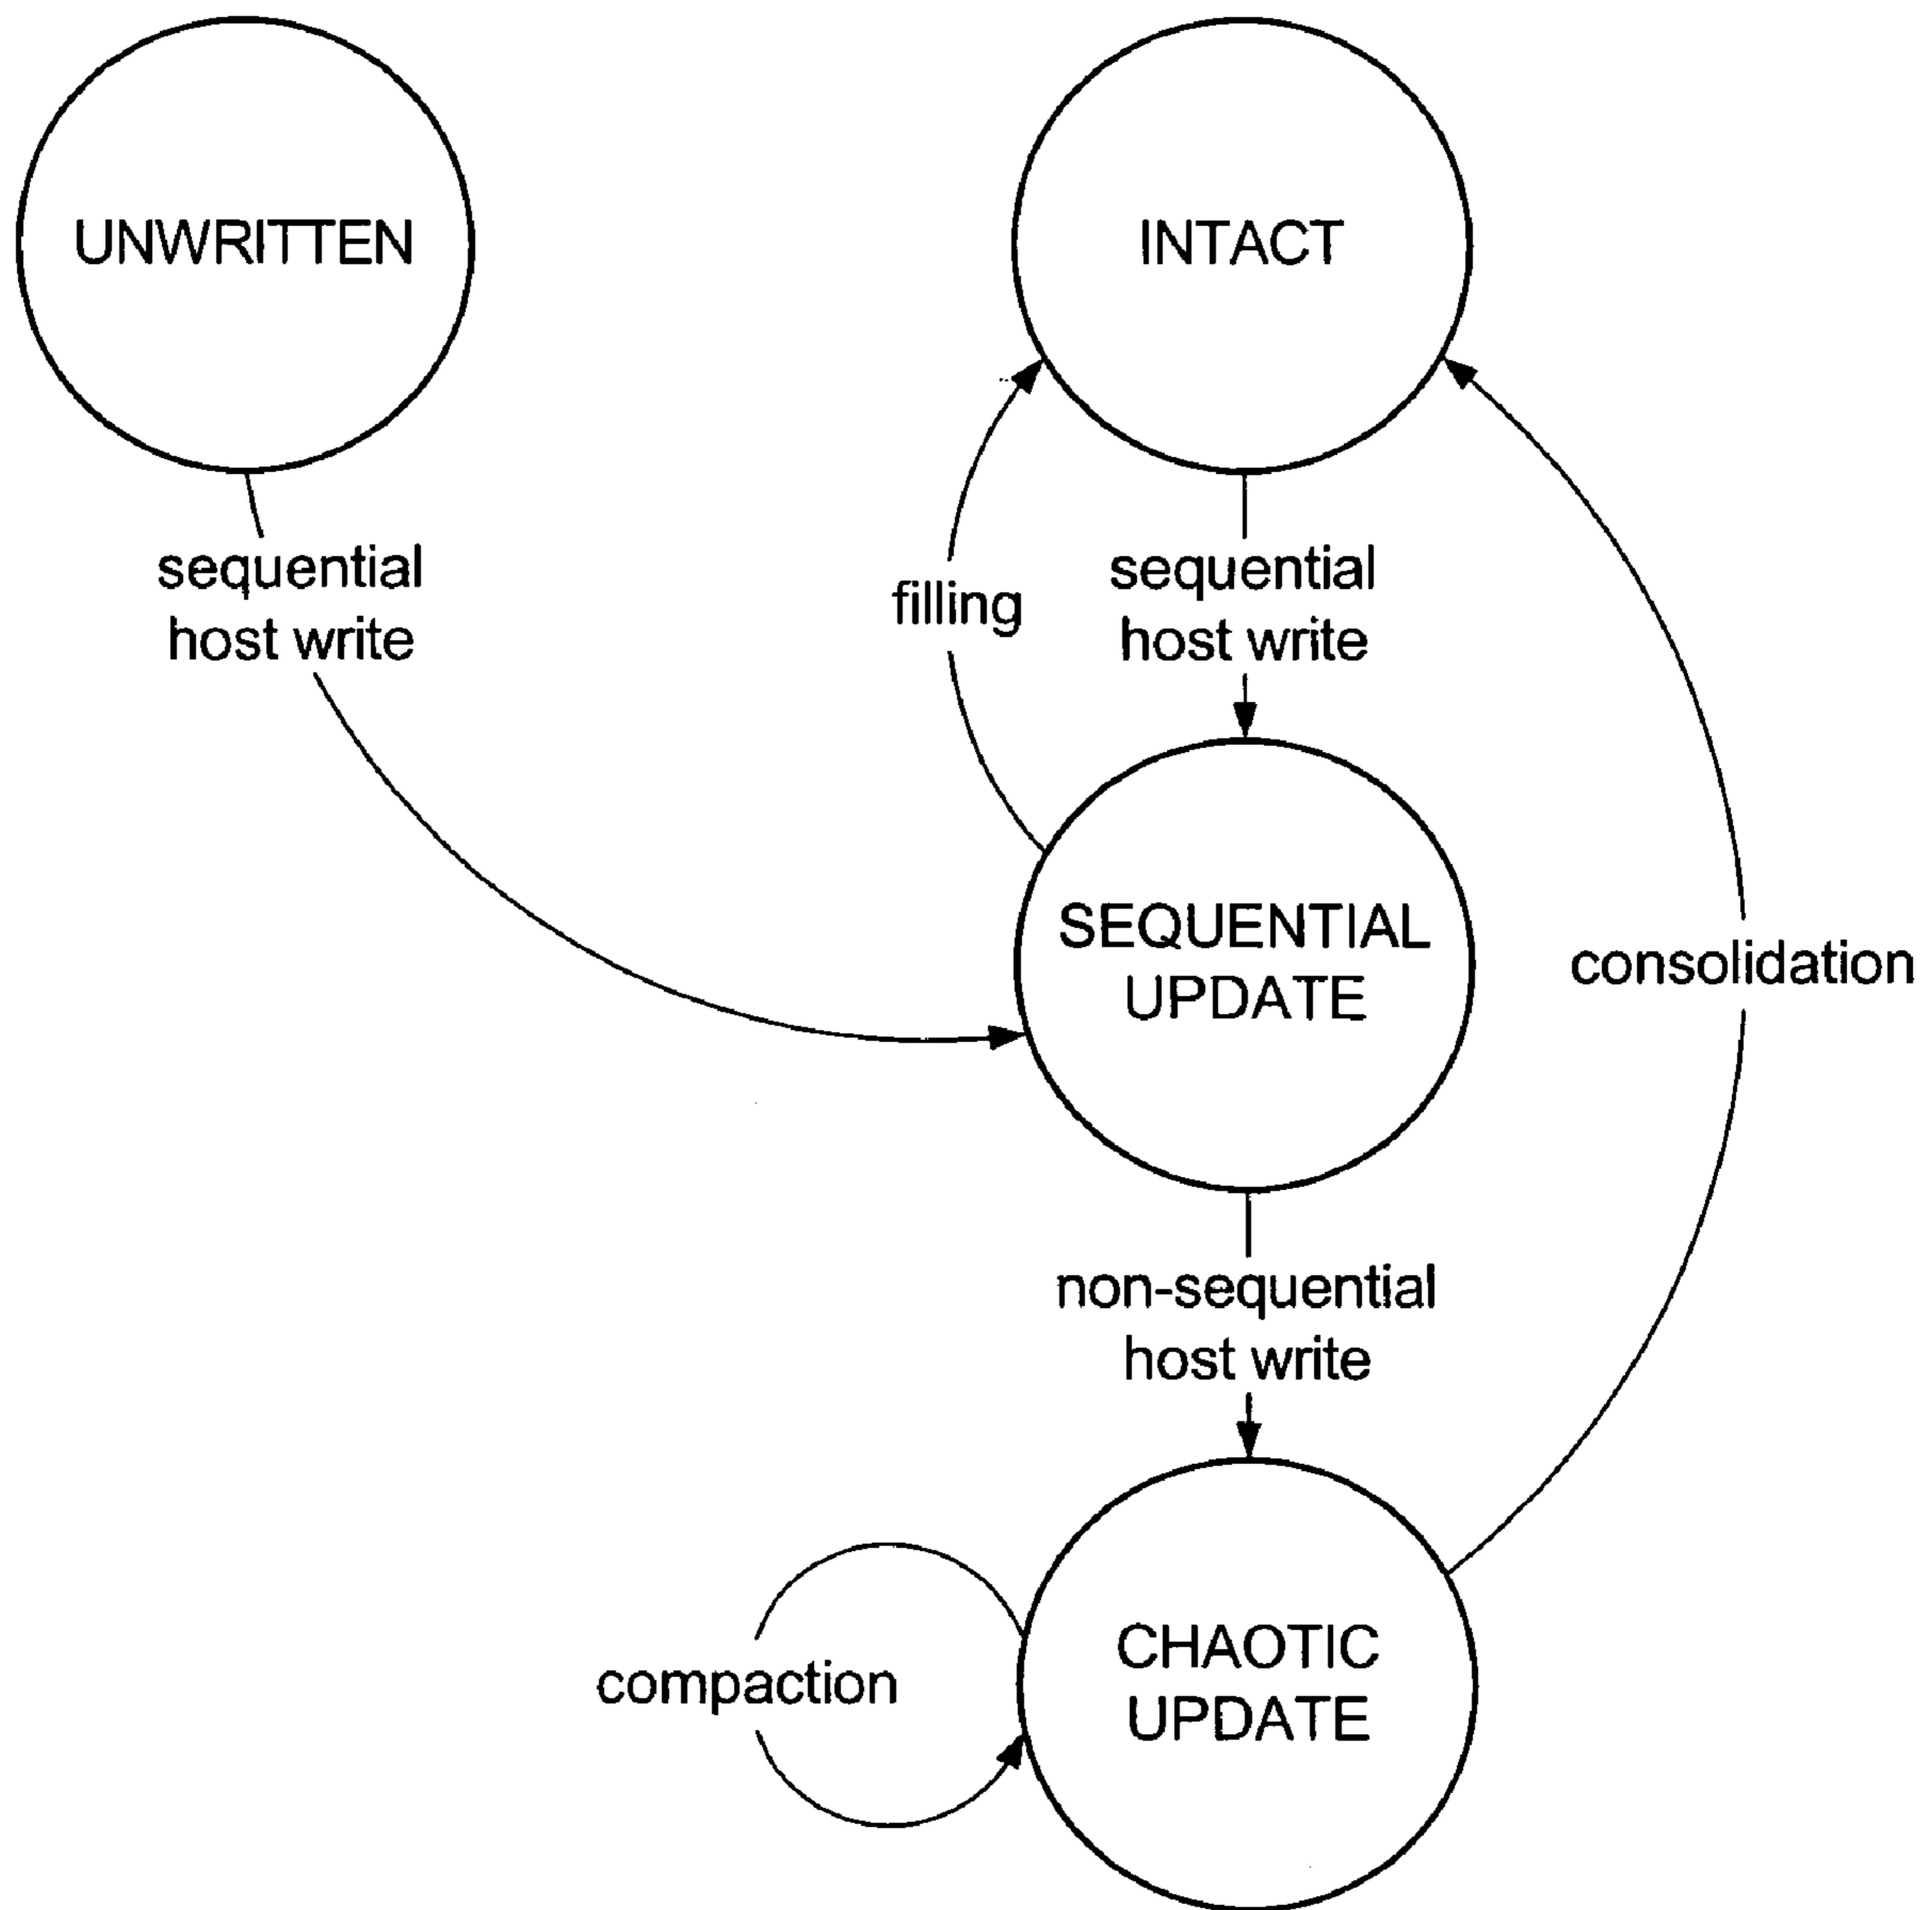 UNWRITTEN
INTACT
sequential
host write
filling
sequential
host write
SEQUENTIAL
UPDATE
consolidation
non-sequential
host write
compaction
CHAOTIC
UPDATE